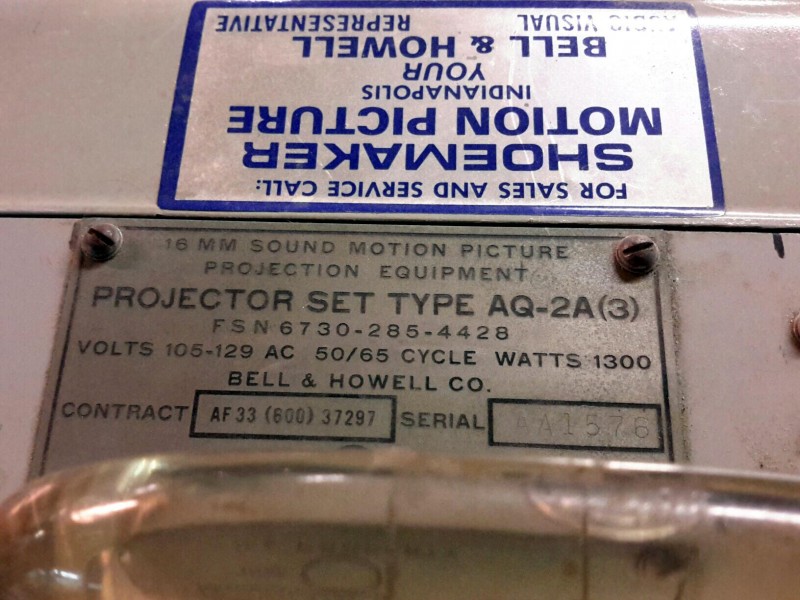 FOR SALES AND SERVICE CALL:
SHOEMAKER
MOTION PICTURE
INDIANAPOLIS
YOUR
BELL & HOWELL
AUDIO VISUAL
REPRESENTATIVE
16 MM SOUND MOTION PICTURE
PROJECTION EQUIPMENT
PROJECTOR SET TYPE AQ-2A(3)
FSN 6730-285-4428
VOLTS 105-129 AC 50/65 CYCLE WATTS 1300
BELL & HOWELL CO.
CONTRACT AF 33 (600) 37297 SERIAL AA1576